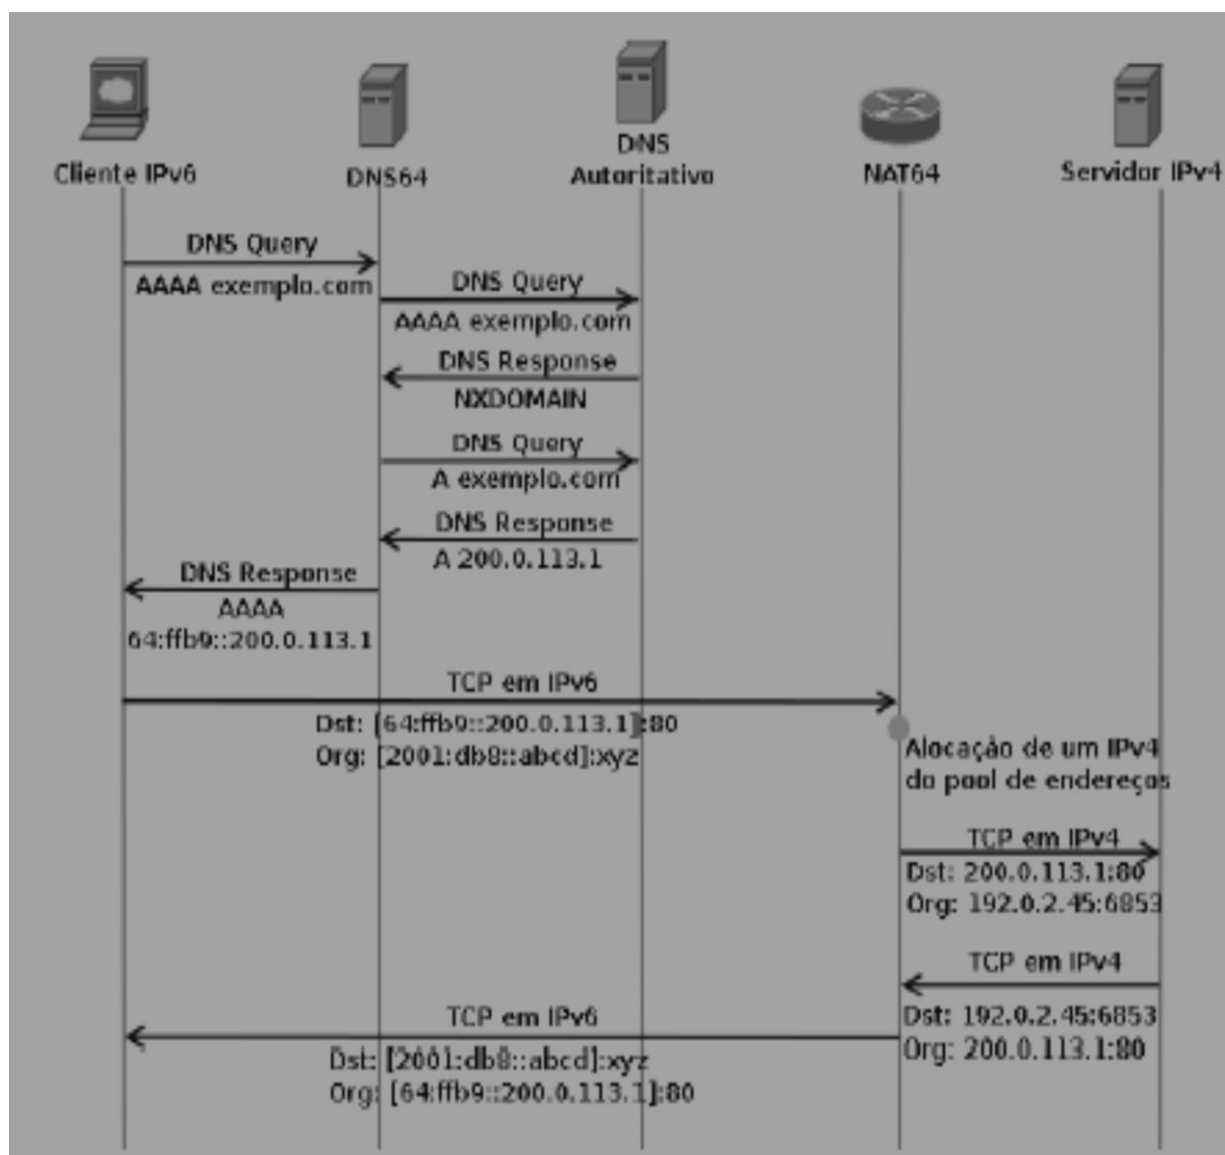 Cliente IPv6
DNS64
DNS
Autoritativo
NAT64
Servidor IPv4
DNS Query
AAAA exemplo.com
DNS Query
AAAA exemplo.com
DNS Response
NXDOMAIN
DNS Query
A exemplo.com
DNS Response
A 200.0.113.1
DNS Response
AAAA
64:ffb9::200.0.113.1
TCP em IPv6
Dst: [64:ffb9::200.0.113.1]:80
Org: [2001:db8::abcd]:xyz
Alocação de um IPv4
do pool de endereços
TCP em IPv4
Dst: 200.0.113.1:80
Org: 192.0.2.45:6853
TCP em IPv4
Dst: 192.0.2.45:6853
Org: 200.0.113.1:80
TCP em IPv6
Dst: [2001:db8::abcd]:xyz
Org: [64:ffb9::200.0.113.1]:80